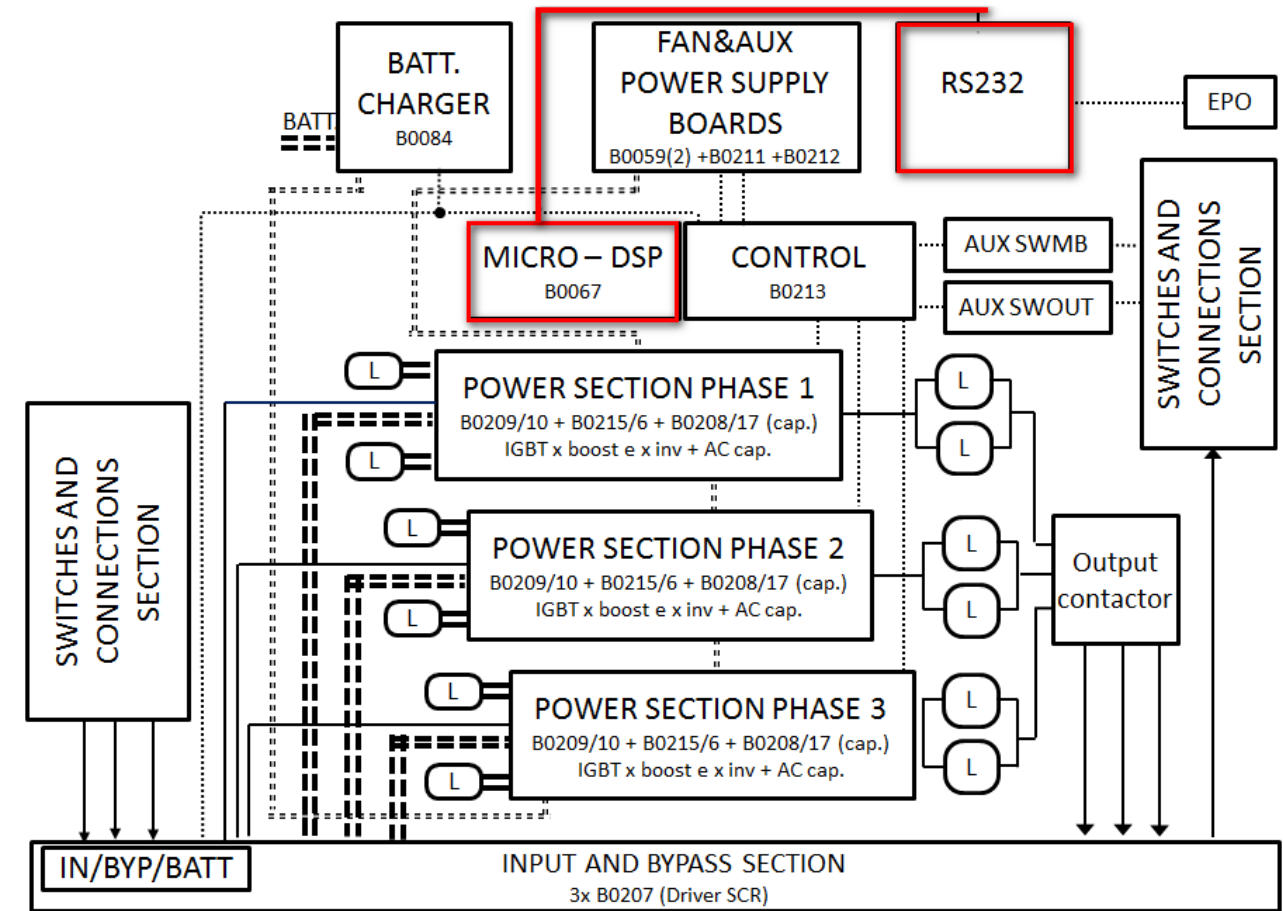 BATT.
CHARGER
B0084
BATT.
FAN&AUX
POWER SUPPLY
BOARDS
B0059(2) +B0211 +B0212
RS232
EPO
MICRO – DSP
B0067
CONTROL
B0213
AUX SWMB
AUX SWOUT
SWITCHES AND
CONNECTIONS
SECTION
L
L
POWER SECTION PHASE 1
B0209/10 + B0215/6 + B0208/17 (cap.)
IGBT x boost e x inv + AC cap.
L
L
SWITCHES AND
CONNECTIONS
SECTION
L
L
POWER SECTION PHASE 2
B0209/10 + B0215/6 + B0208/17 (cap.)
IGBT x boost e x inv + AC cap.
L
L
Output
contactor
L
L
POWER SECTION PHASE 3
B0209/10 + B0215/6 + B0208/17 (cap.)
IGBT x boost e x inv + AC cap.
L
L
IN/BYP/BATT
INPUT AND BYPASS SECTION
3x B0207 (Driver SCR)